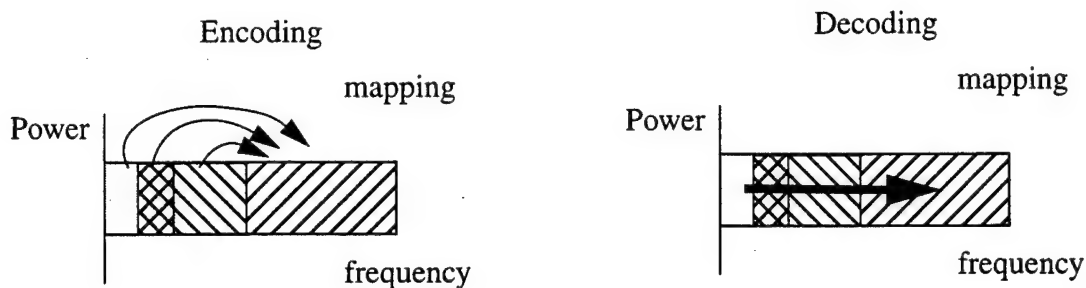 Encoding
mapping
Power
frequency
Decoding
mapping
Power
frequency